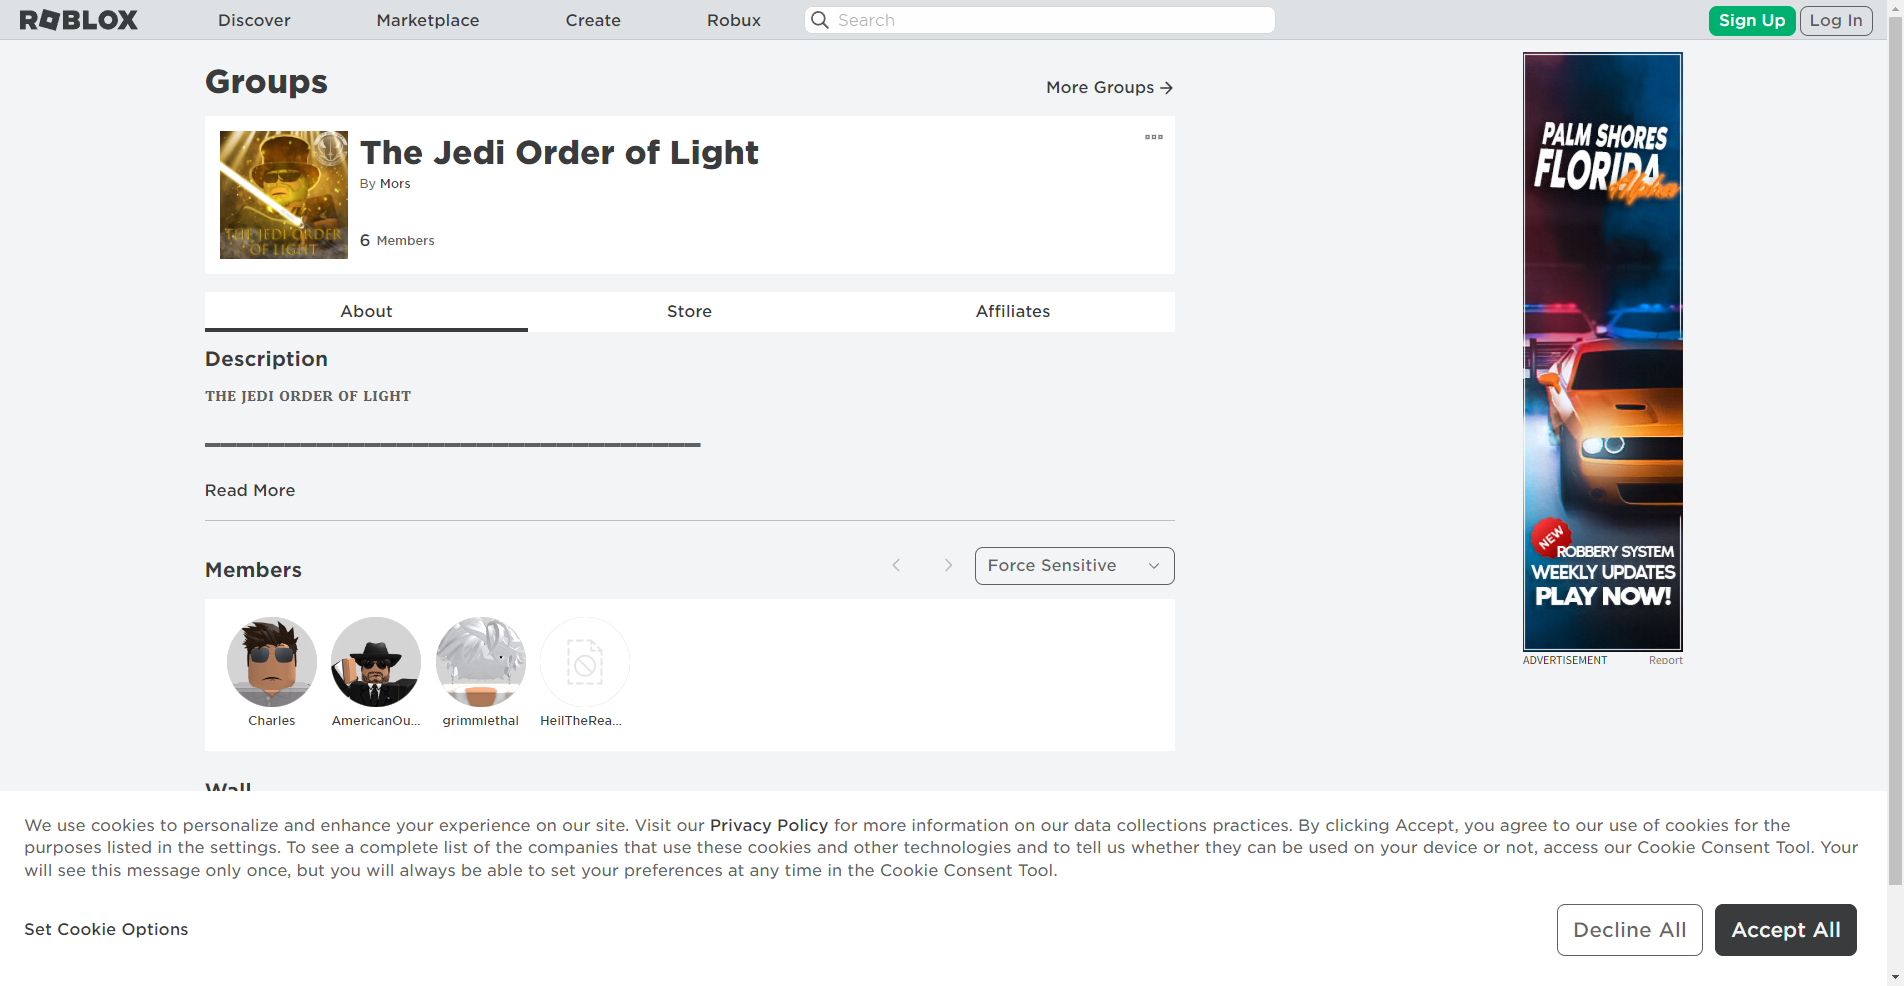 ROBLOX
Discover
Marketplace
Create
Robux
Search
Sign Up
Log In
Groups
More Groups
THE JEDI ORDER
OF LIGHT
The Jedi Order of Light
By Mors
6 Members
About
Store
Affiliates
Description
THE JEDI ORDER OF LIGHT
Read More
Members
Force Sensitive
Charles
AmericanOu...
grimmlethal
HeilTheRea...
Wall
PALM SHORES
FLORIDA
Alpha
NEW
ROBBERY SYSTEM
WEEKLY UPDATES
PLAY NOW!
ADVERTISEMENT
Report
We use cookies to personalize and enhance your experience on our site. Visit our Privacy Policy for more information on our data collections practices. By clicking Accept, you agree to our use of cookies for the
purposes listed in the settings. To see a complete list of the companies that use these cookies and other technologies and to tell us whether they can be used on your device or not, access our Cookie Consent Tool. Your
will see this message only once, but you will always be able to set your preferences at any time in the Cookie Consent Tool.
Set Cookie Options
Decline All
Accept All